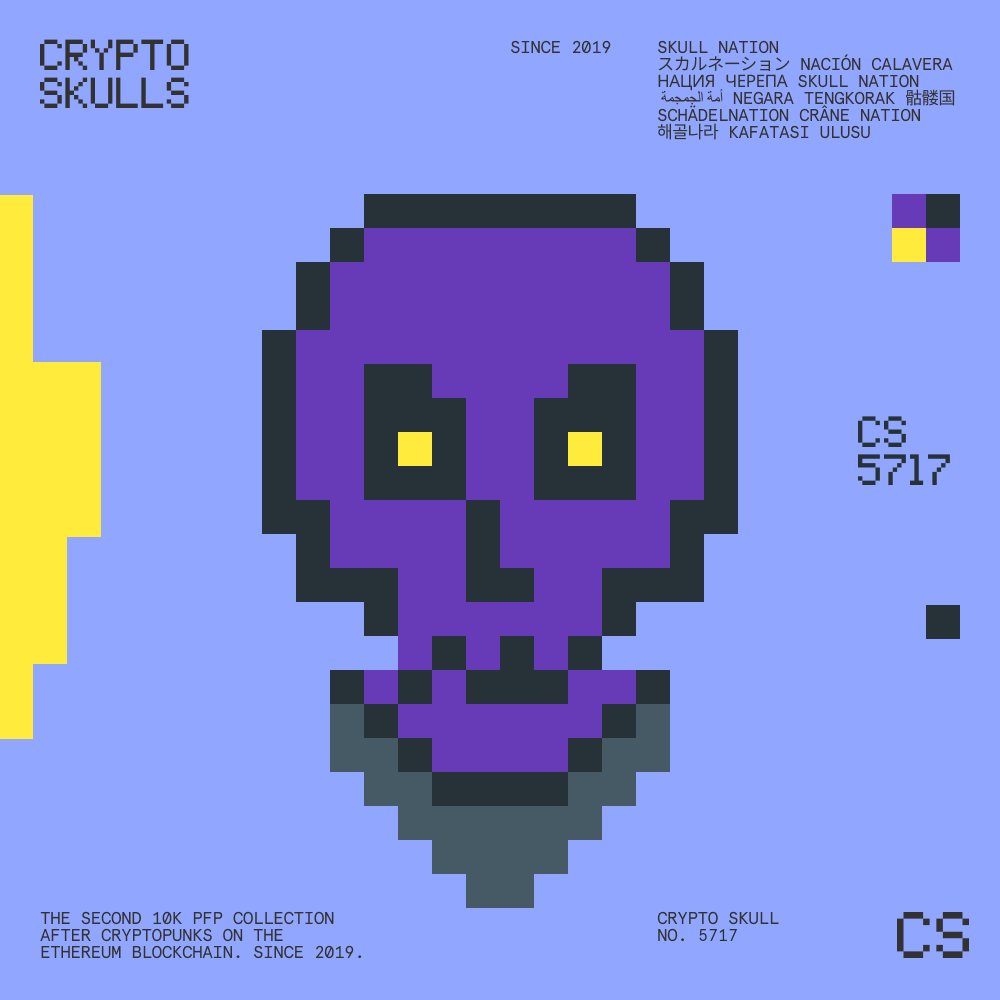 CRYPTO
SKULLS
SINCE 2019
SKULL NATION
スカルネーション NACIÓN CALAVERA
НАЦИЯ ЧЕРЕПА SKULL NATION
أمة الجمجمة NEGARA TENGKORAK 骷髅国
SCHÄDELNATION CRÂNE NATION
해골나라 KAFATASI ULUSU
CS
5717
THE SECOND 10K PFP COLLECTION
AFTER CRYPTOPUNKS ON THE
ETHEREUM BLOCKCHAIN. SINCE 2019.
CRYPTO SKULL
NO. 5717
CS